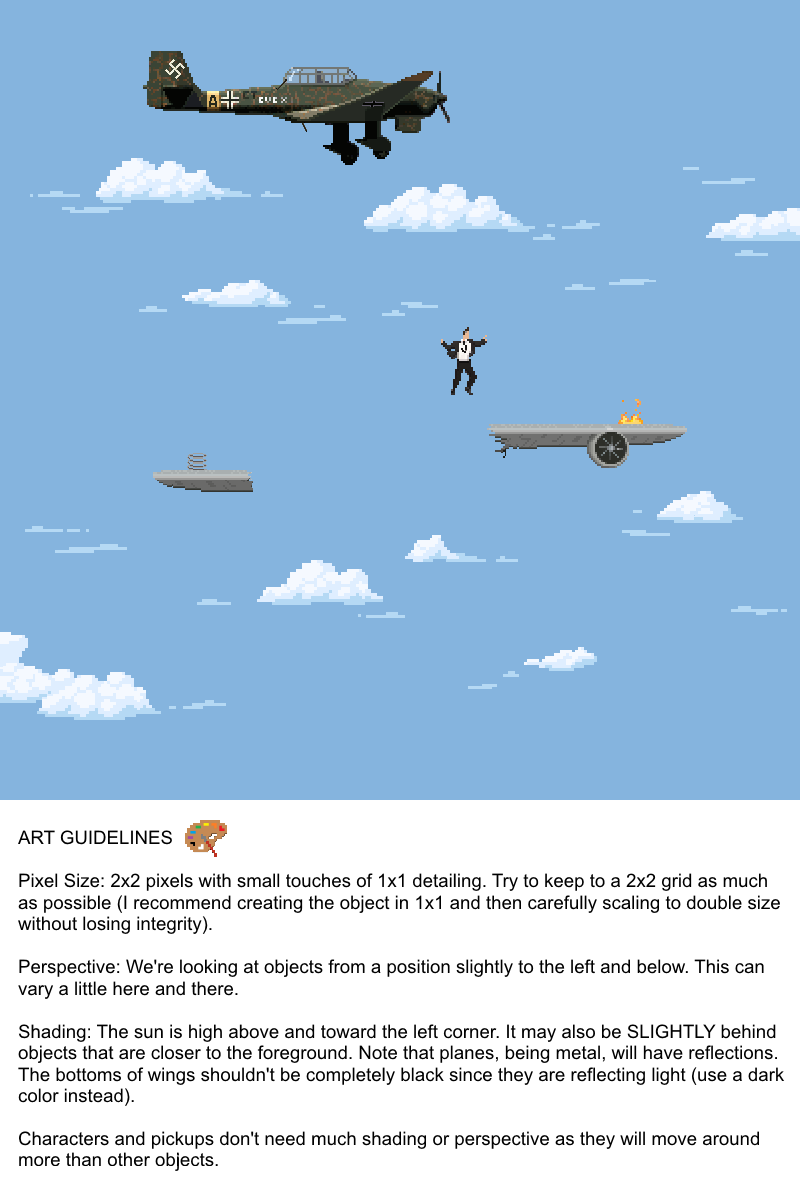 A
CT
ART GUIDELINES
Pixel Size: 2x2 pixels with small touches of 1x1 detailing. Try to keep to a 2x2 grid as much
as possible (I recommend creating the object in 1x1 and then carefully scaling to double size
without losing integrity).
Perspective: We're looking at objects from a position slightly to the left and below. This can
vary a little here and there.
Shading: The sun is high above and toward the left corner. It may also be SLIGHTLY behind
objects that are closer to the foreground. Note that planes, being metal, will have reflections.
The bottoms of wings shouldn't be completely black since they are reflecting light (use a dark
color instead).
Characters and pickups don't need much shading or perspective as they will move around
more than other objects.